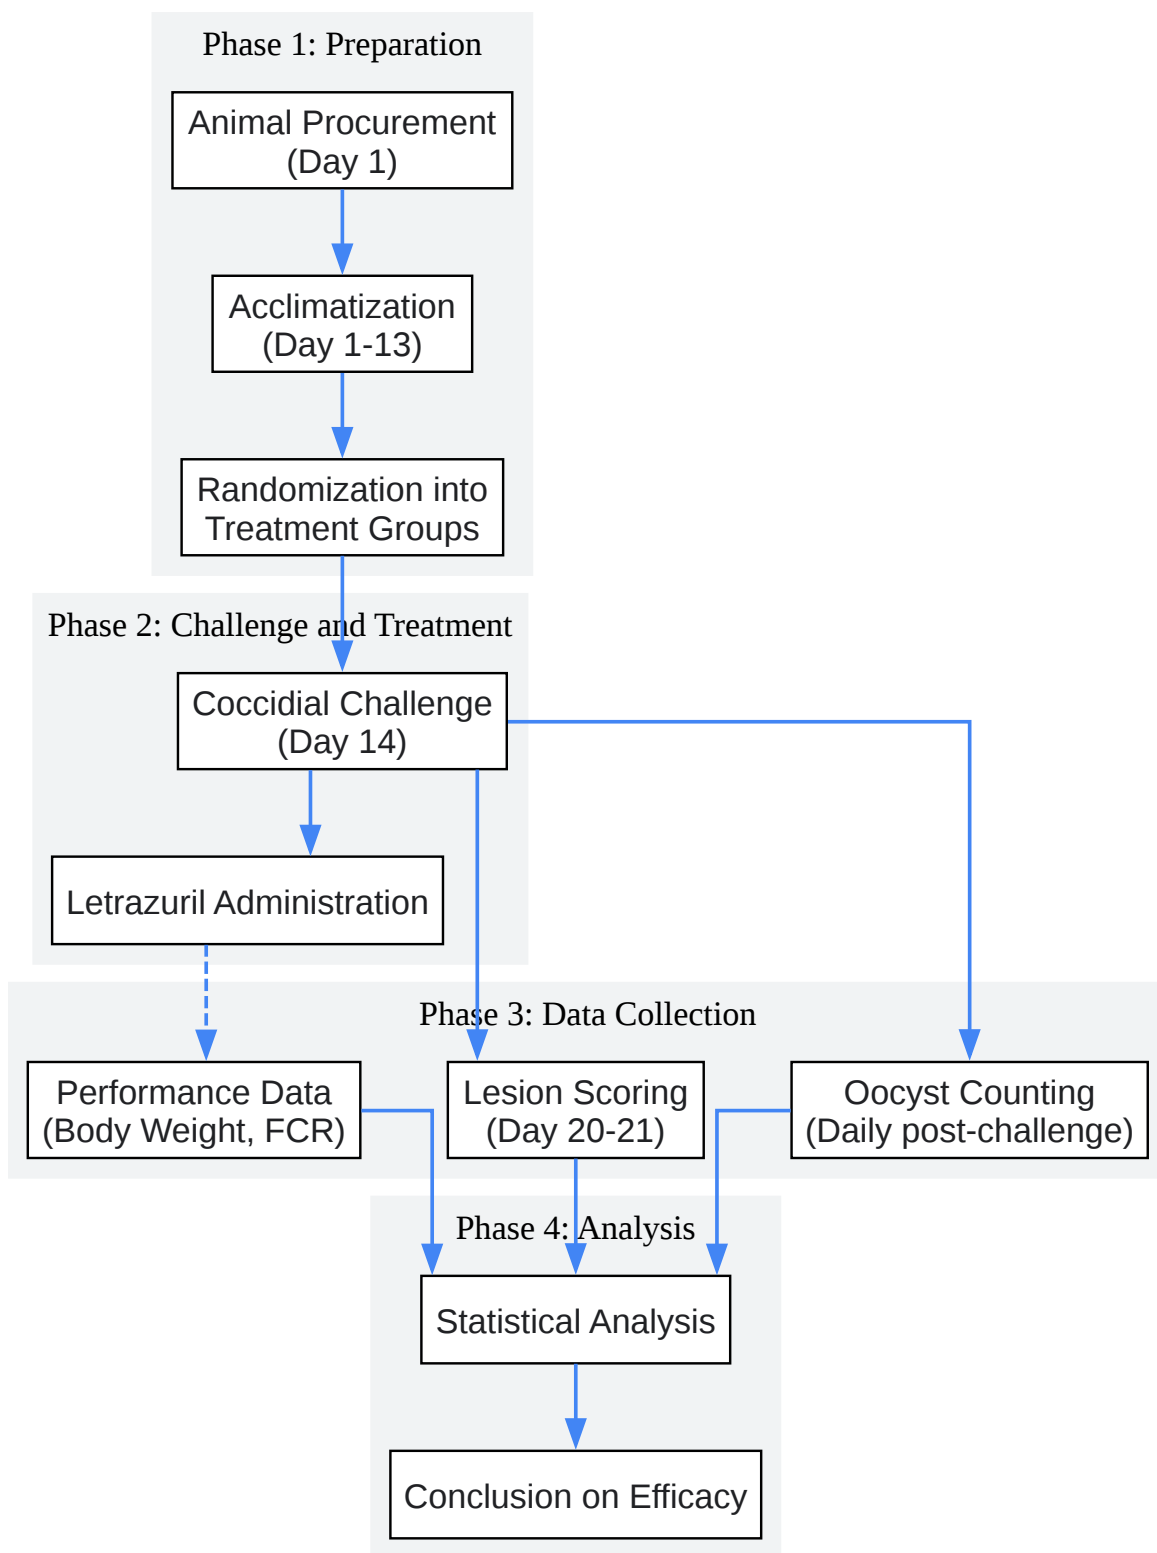 Phase 1: Preparation
Animal Procurement
(Day 1)
Acclimatization
(Day 1-13)
Randomization into
Treatment Groups
Phase 2: Challenge and Treatment
Coccidial Challenge
(Day 14)
Letrazuril Administration
Phase 3: Data Collection
Performance Data
(Body Weight, FCR)
Lesion Scoring
(Day 20-21)
Oocyst Counting
(Daily post-challenge)
Phase 4: Analysis
Statistical Analysis
Conclusion on Efficacy